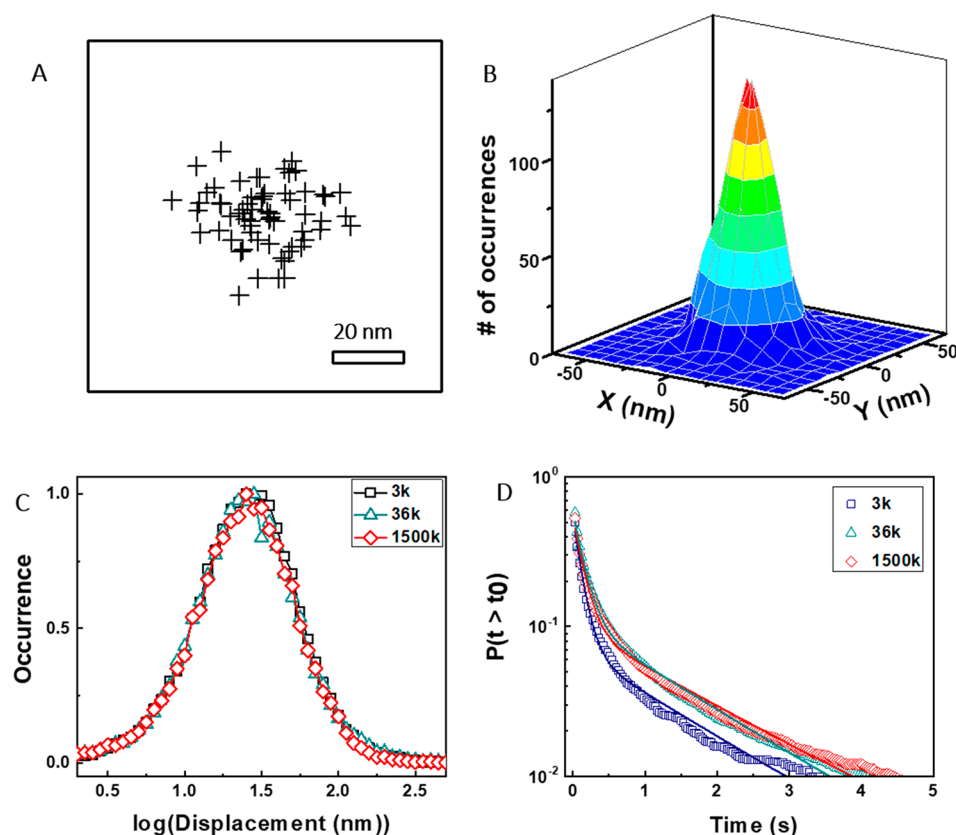 A
20 nm
B
# of occurrences
100
50
0
-50
0
50
X (nm)
-50
0
50
Y (nm)
C
1.0
0.5
0.0
Occurrence
3k
36k
1500k
0.5
1.0
1.5
2.0
2.5
log(Displacement (nm))
D
10⁰
10⁻¹
10⁻²
P(t > t0)
3k
36k
1500k
0
1
2
3
4
5
Time (s)